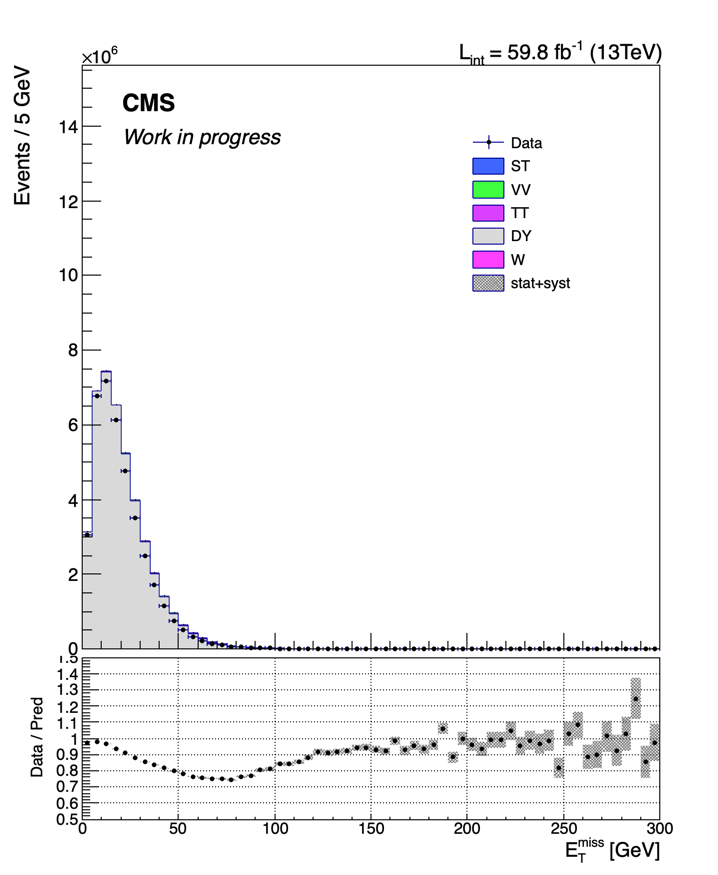 ×10⁶
L_int = 59.8 fb⁻¹ (13TeV)
Events / 5 GeV
CMS
Work in progress
14
12
10
8
6
4
2
0
Data
ST
VV
TT
DY
W
stat+syst
Data / Pred
1.5
1.4
1.3
1.2
1.1
1
0.9
0.8
0.7
0.6
0.5
0 50 100 150 200 250 300
E_T^miss [GeV]